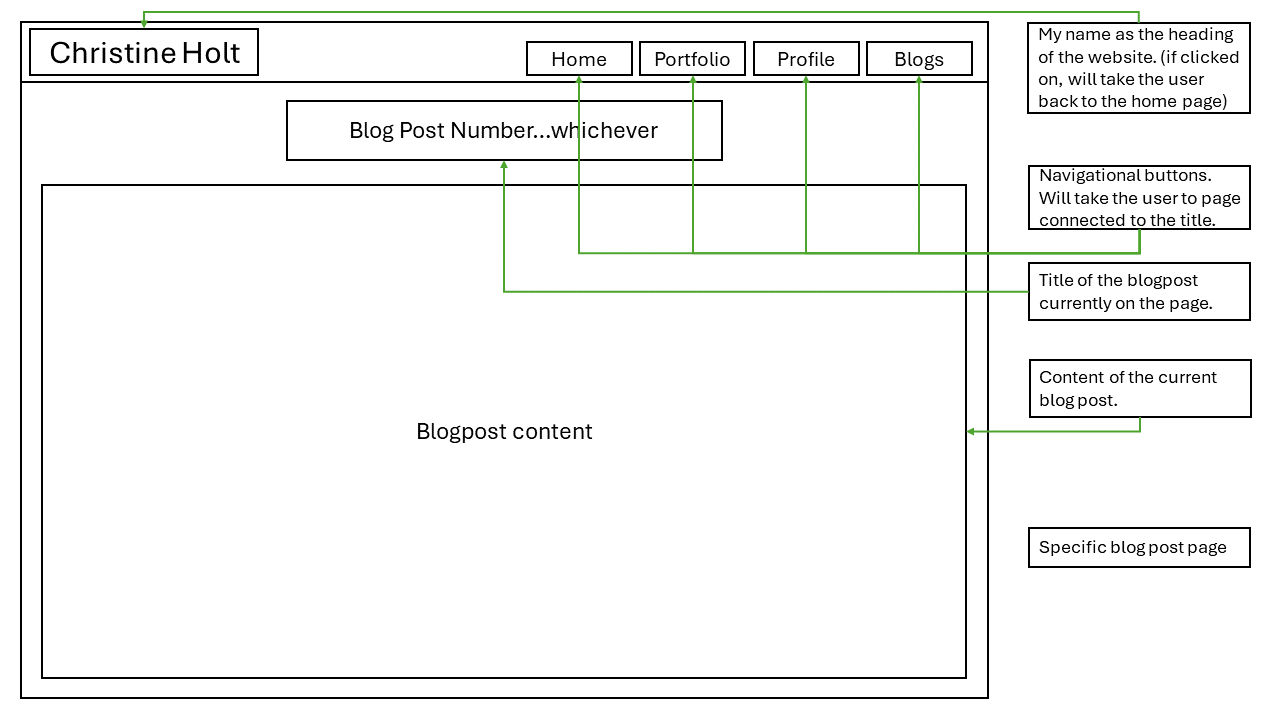 Christine Holt
Home
Portfolio
Profile
Blogs
Blog Post Number...whichever
Blogpost content
My name as the heading
of the website. (if clicked
on, will take the user
back to the home page)
Navigational buttons.
Will take the user to page
connected to the title.
Title of the blogpost
currently on the page.
Content of the current
blog post.
Specific blog post page